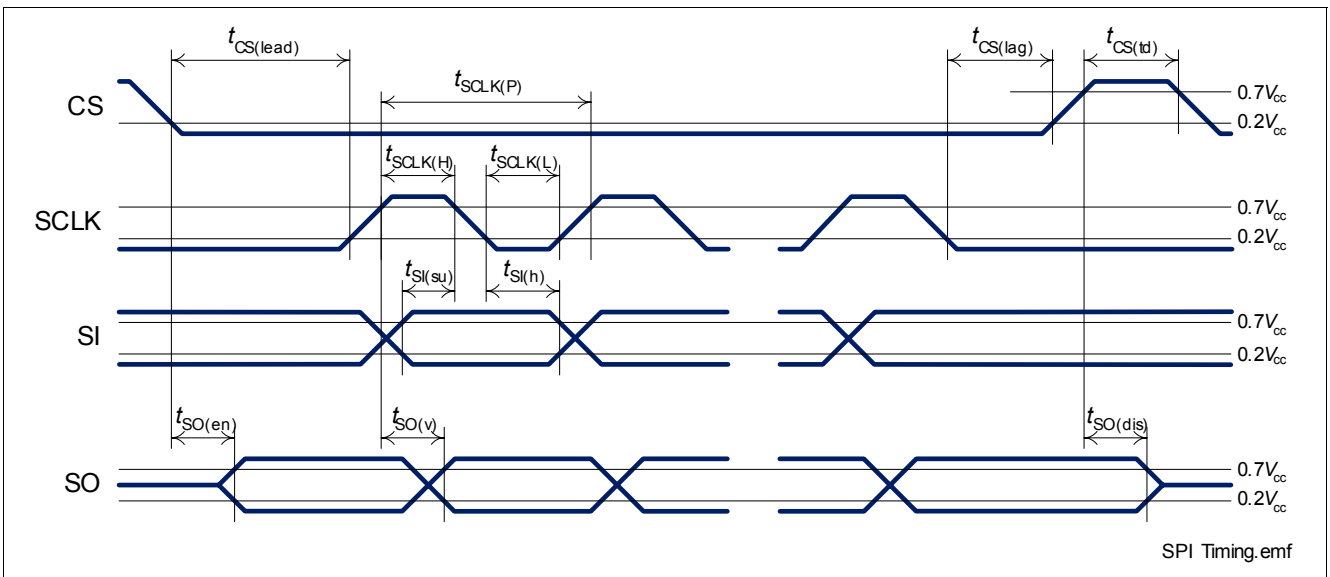 tCS(lead)
tCS(lag)
tCS(td)
tSCLK(P)
CS
0.7Vcc
0.2Vcc
tSCLK(H)
tSCLK(L)
SCLK
0.7Vcc
0.2Vcc
tSI(su)
tSI(h)
SI
0.7Vcc
0.2Vcc
tSO(en)
tSO(v)
tSO(dis)
SO
0.7Vcc
0.2Vcc
SPI Timing.emf